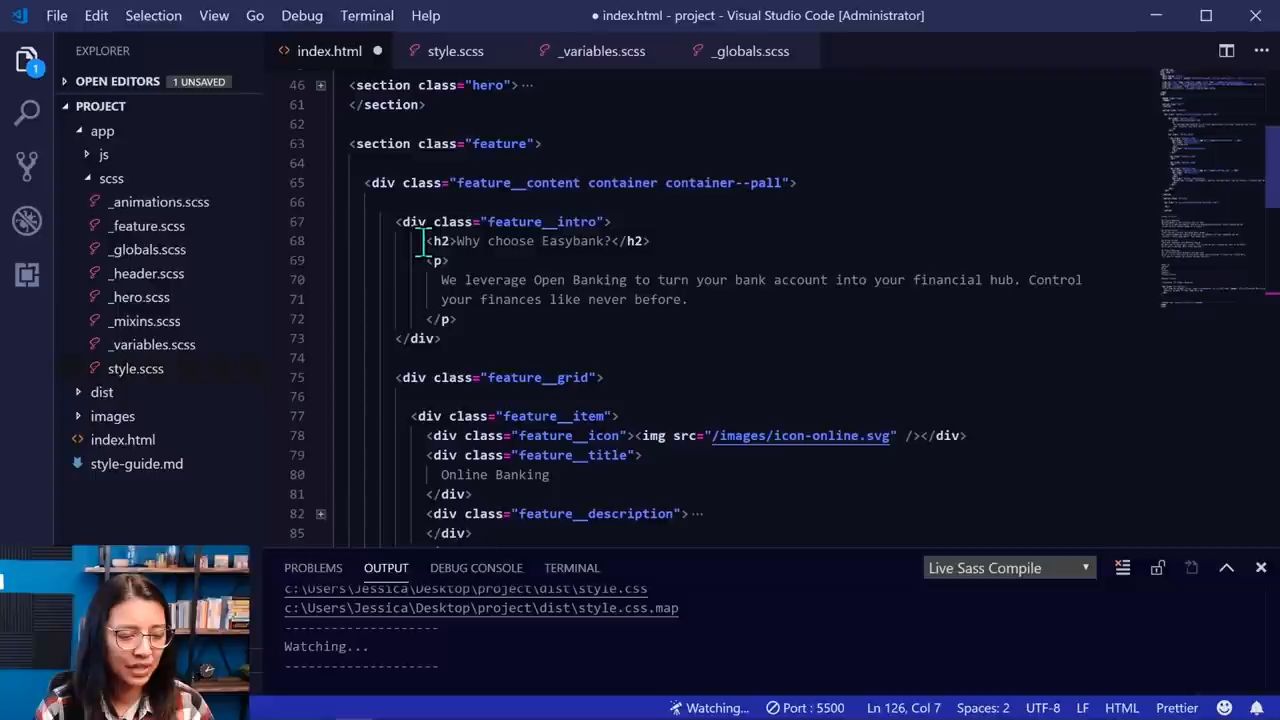 File Edit Selection View Go Debug Terminal Help
● index.html - project - Visual Studio Code [Administrator]
EXPLORER
OPEN EDITORS 1 UNSAVED
PROJECT
app
js
scss
_animations.scss
_feature.scss
_globals.scss
_header.scss
_hero.scss
_mixins.scss
_variables.scss
style.scss
dist
images
index.html
style-guide.md
1
index.html style.scss _variables.scss _globals.scss
46 <section class="hero">...
61 </section>
62
63 <section class="feature">
64
65 <div class="feature__content container container--pall">
66
67 <div class="feature__intro">
68 <h2>Why choose Easybank?</h2>
69 <p>
70 We leverage Open Banking to turn your bank account into your financial hub. Control
71 your finances like never before.
72 </p>
73 </div>
74
75 <div class="feature__grid">
76
77 <div class="feature__item">
78 <div class="feature__icon"><img src="/images/icon-online.svg" /></div>
79 <div class="feature__title">
80 Online Banking
81 </div>
82 <div class="feature__description">...
85 </div>
PROBLEMS OUTPUT DEBUG CONSOLE TERMINAL
Live Sass Compile
c:\Users\Jessica\Desktop\project\dist\style.css
c:\Users\Jessica\Desktop\project\dist\style.css.map
--------------------
Watching...
--------------------
Watching... Port : 5500 Ln 126, Col 7 Spaces: 2 UTF-8 LF HTML Prettier